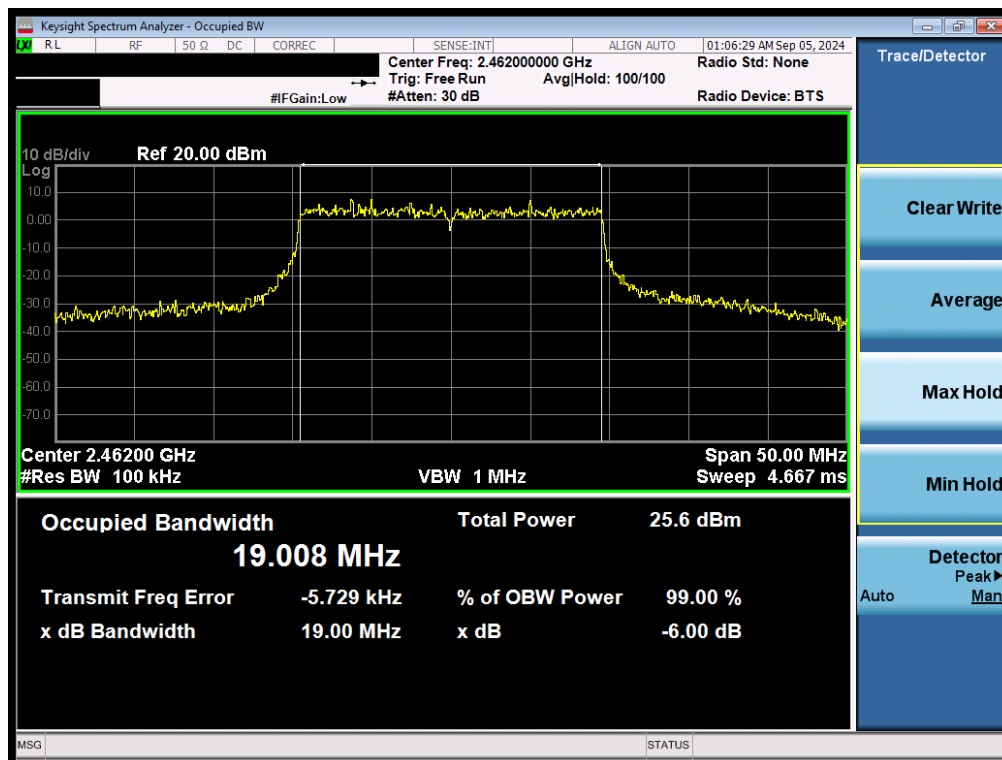 Keysight Spectrum Analyzer - Occupied BW
LXI RL RF 50 Ω DC CORREC SENSE:INT ALIGN AUTO 01:06:29 AM Sep 05, 2024
Center Freq: 2.462000000 GHz Radio Std: None
Trig: Free Run Avg|Hold: 100/100
#IFGain:Low #Atten: 30 dB Radio Device: BTS
10 dB/div Ref 20.00 dBm
Log
10.0
0.00
-10.0
-20.0
-30.0
-40.0
-50.0
-60.0
-70.0
Center 2.46200 GHz Span 50.00 MHz
#Res BW 100 kHz VBW 1 MHz Sweep 4.667 ms
Occupied Bandwidth Total Power 25.6 dBm
19.008 MHz
Transmit Freq Error -5.729 kHz % of OBW Power 99.00 %
x dB Bandwidth 19.00 MHz x dB -6.00 dB
MSG STATUS
Trace/Detector
Clear Write
Average
Max Hold
Min Hold
Detector
Peak▶
Auto Man